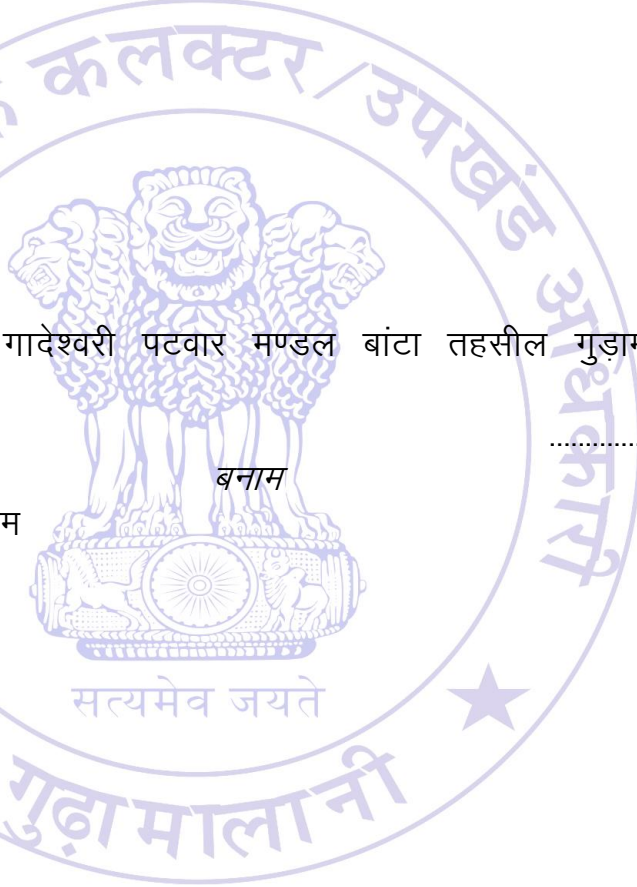 कलक्टर/उपखंड अधिकारी
गादेश्वरी पटवार मण्डल बांटा तहसील
..............
बनाम
सत्यमेव जयते
गुढ़ामालानी